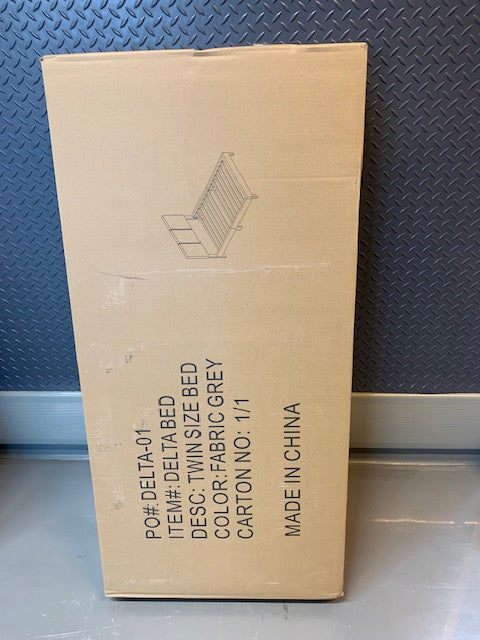 PO#: DELTA-01
ITEM#: DELTA BED
DESC: TWIN SIZE BED
COLOR: FABRIC GREY
CARTON NO: 1/1
MADE IN CHINA